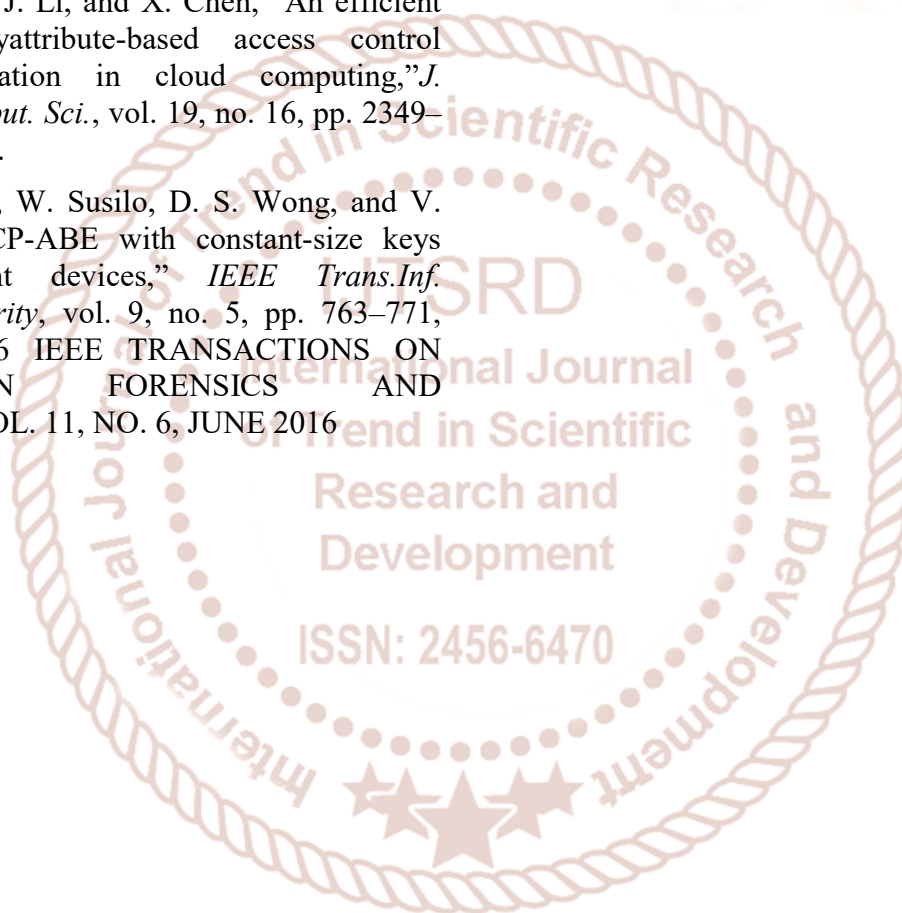 J. Li, and X. Chen, “An efficient
yattribute-based access control
ation in cloud computing,”J.
out. Sci., vol. 19, no. 16, pp. 2349–
.
, W. Susilo, D. S. Wong, and V.
CP-ABE with constant-size keys
nt devices,” IEEE Trans.Inf.
rity, vol. 9, no. 5, pp. 763–771,
6 IEEE TRANSACTIONS ON
N FORENSICS AND
OL. 11, NO. 6, JUNE 2016
International Journal of Trend in Scientific Research and Development
IJTSRD
International Journal
of Trend in Scientific
Research and
Development
ISSN: 2456-6470